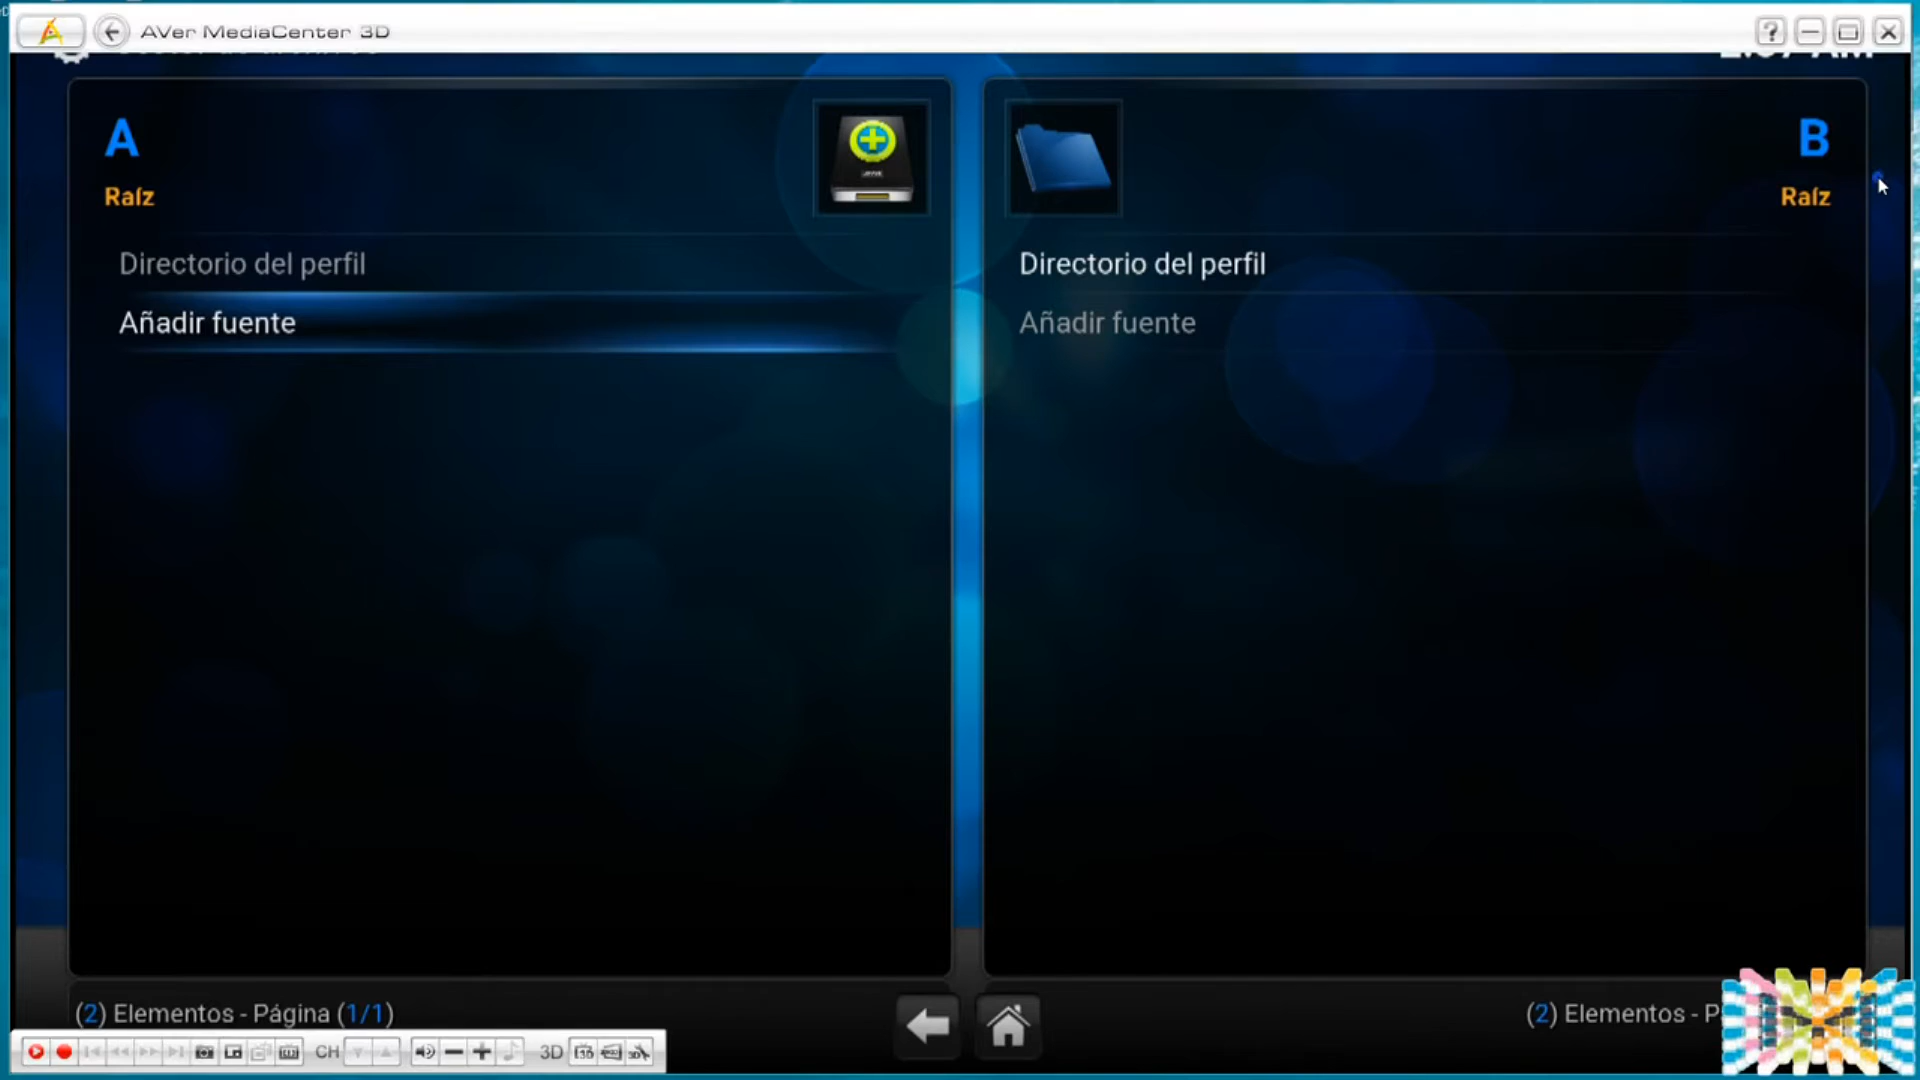 AVer MediaCenter 3D
A
Raíz
Directorio del perfil
Añadir fuente
B
Raíz
Directorio del perfil
Añadir fuente
(2) Elementos - Página (1/1)
(2) Elementos - P
CH
3D